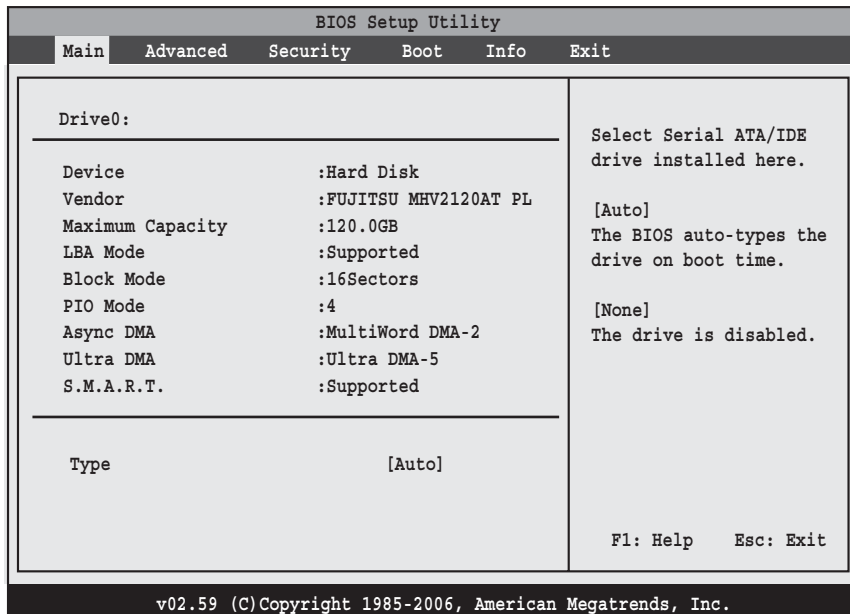 BIOS Setup Utility
Main Advanced Security Boot Info Exit
Drive0:
Device :Hard Disk
Vendor :FUJITSU MHV2120AT PL
Maximum Capacity :120.0GB
LBA Mode :Supported
Block Mode :16Sectors
PIO Mode :4
Async DMA :MultiWord DMA-2
Ultra DMA :Ultra DMA-5
S.M.A.R.T. :Supported
Type [Auto]
Select Serial ATA/IDE
drive installed here.
[Auto]
The BIOS auto-types the
drive on boot time.
[None]
The drive is disabled.
F1: Help Esc: Exit
v02.59 (C)Copyright 1985-2006, American Megatrends, Inc.